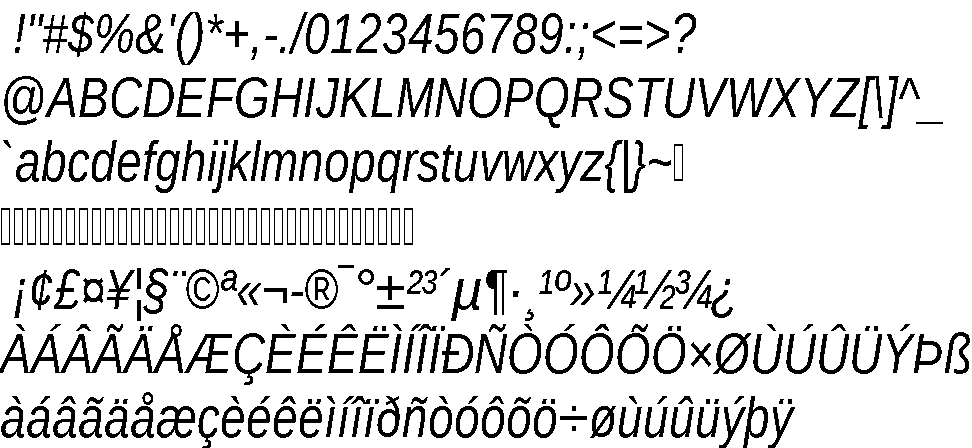 !"#$%&'()*+,-./0123456789:;<=>?
@ABCDEFGHIJKLMNOPQRSTUVWXYZ[\]^_
`abcdefghijklmnopqrstuvwxyz{|}~
¡¢£¤¥¦§¨©ª«¬-®¯°±²³´µ¶·¸¹º»¼½¾¿
ÀÁÂÃÄÅÆÇÈÉÊËÌÍÎÏÐÑÒÓÔÕÖ×ØÙÚÛÜÝÞß
àáâãäåæçèéêëìíîïðñòóôõö÷øùúûüýþÿ